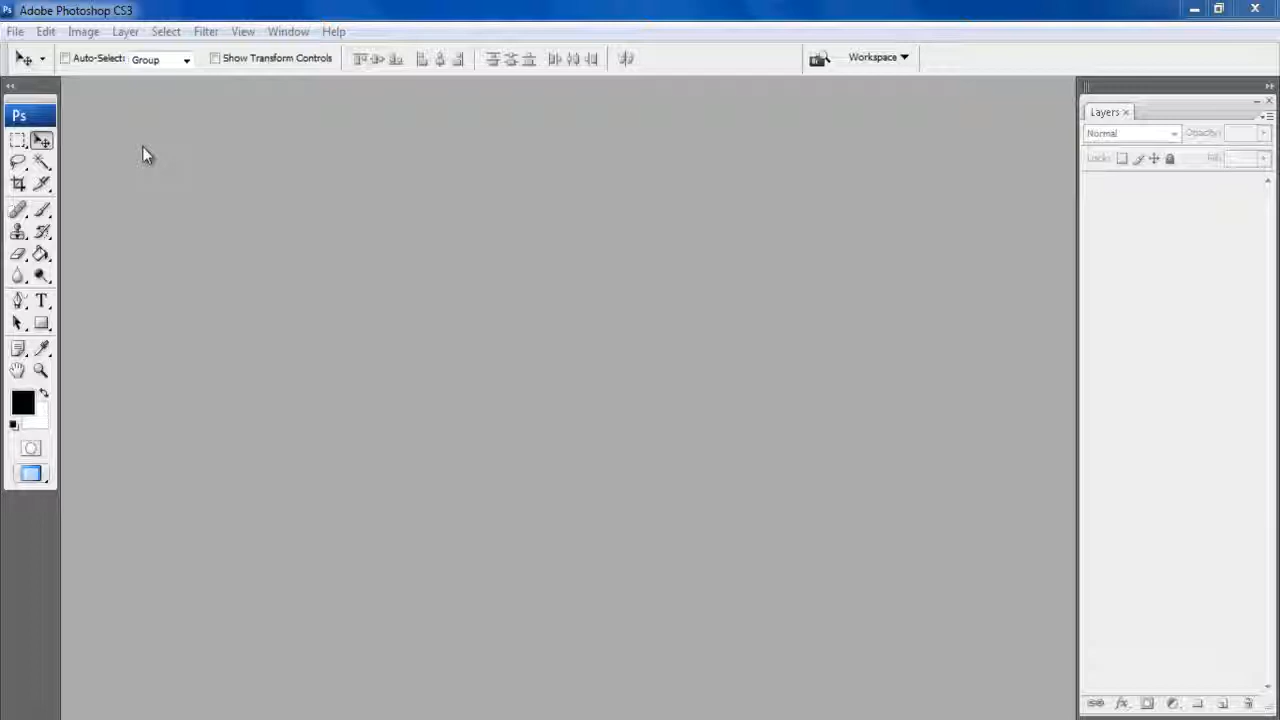 Ps Adobe Photoshop CS3
File Edit Image Layer Select Filter View Window Help
Auto-Select: Group Show Transform Controls Workspace
Ps
Layers
Normal Opacity:
Lock: Fill:
T